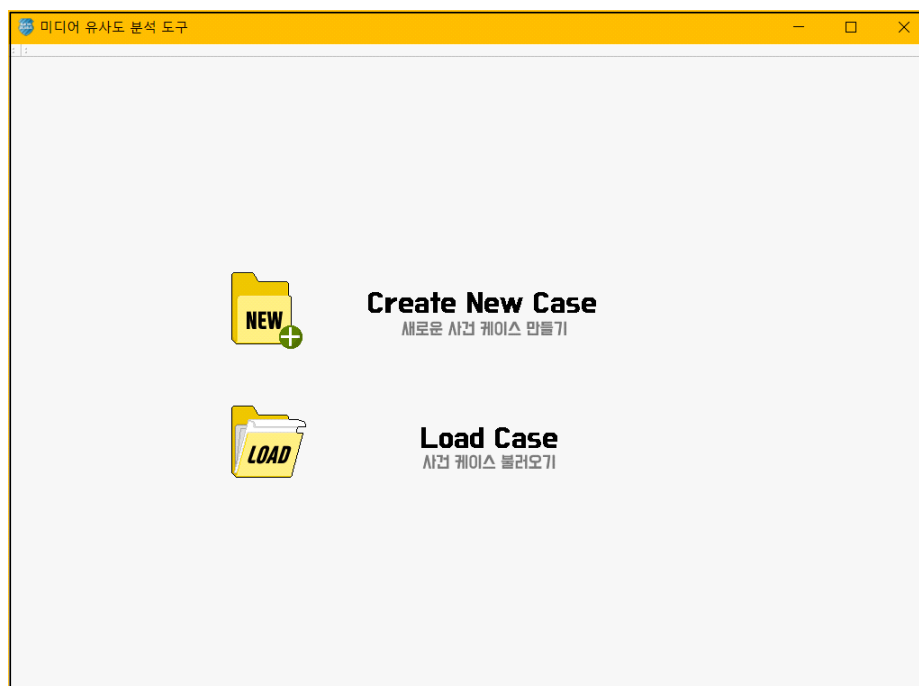 미디어 유사도 분석 도구
NEW
Create New Case
새로운 사건 케이스 만들기
LOAD
Load Case
사건 케이스 불러오기